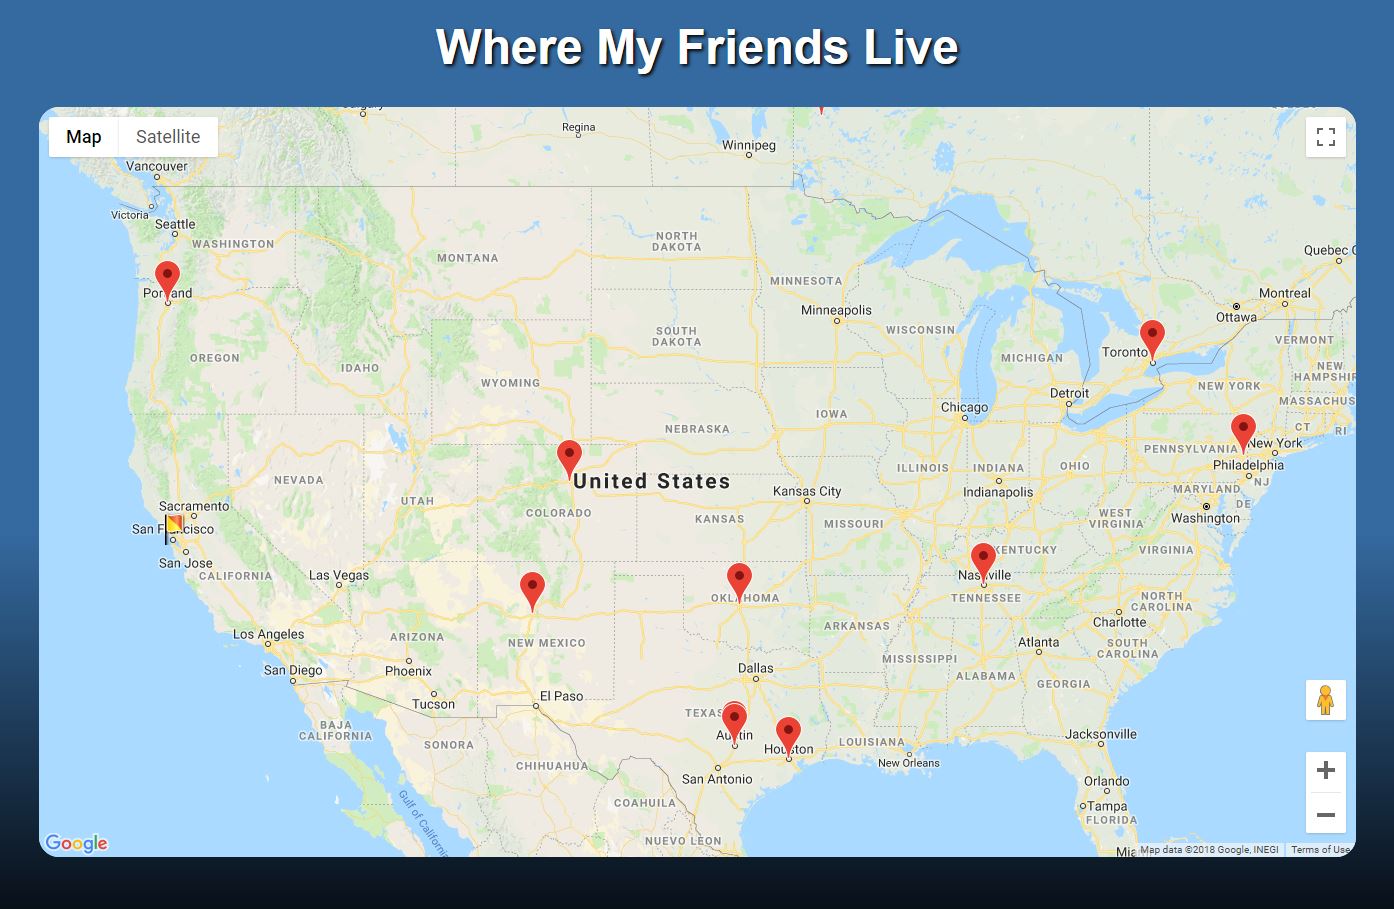 Where My Friends Live
Calgary
Map
Satellite
Regina
Winnipeg
Vancouver
Victoria
Seattle
WASHINGTON
NORTH
DAKOTA
MONTANA
Quebec C
MINNESOTA
Portland
Montreal
Minneapolis
Ottawa
WISCONSIN
SOUTH
DAKOTA
VERMONT
Toronto
OREGON
MICHIGAN
IDAHO
NEW
HAMPSHIR
WYOMING
NEW YORK
Detroit
MASSACHUS
Chicago
IOWA
NEBRASKA
CT
RI
PENNSYLVANIA
New York
Philadelphia
ILLINOIS
INDIANA
OHIO
NEVADA
United States
NJ
UTAH
Kansas City
Indianapolis
MARYLAND
DE
Sacramento
COLORADO
KANSAS
MISSOURI
WEST
VIRGINIA
Washington
San Francisco
KENTUCKY
VIRGINIA
San Jose
CALIFORNIA
Las Vegas
Nashville
OKLAHOMA
TENNESSEE
NORTH
CAROLINA
Charlotte
ARKANSAS
Los Angeles
ARIZONA
NEW MEXICO
Atlanta
SOUTH
CAROLINA
MISSISSIPPI
San Diego
Phoenix
Dallas
ALABAMA
GEORGIA
Tucson
El Paso
TEXAS
BAJA
CALIFORNIA
Austin
Jacksonville
SONORA
Houston
LOUISIANA
New Orleans
CHIHUAHUA
San Antonio
Orlando
Gulf of California
COAHUILA
Tampa
FLORIDA
NUEVO LEON
Google
Mia
Map data ©2018 Google, INEGI
Terms of Use